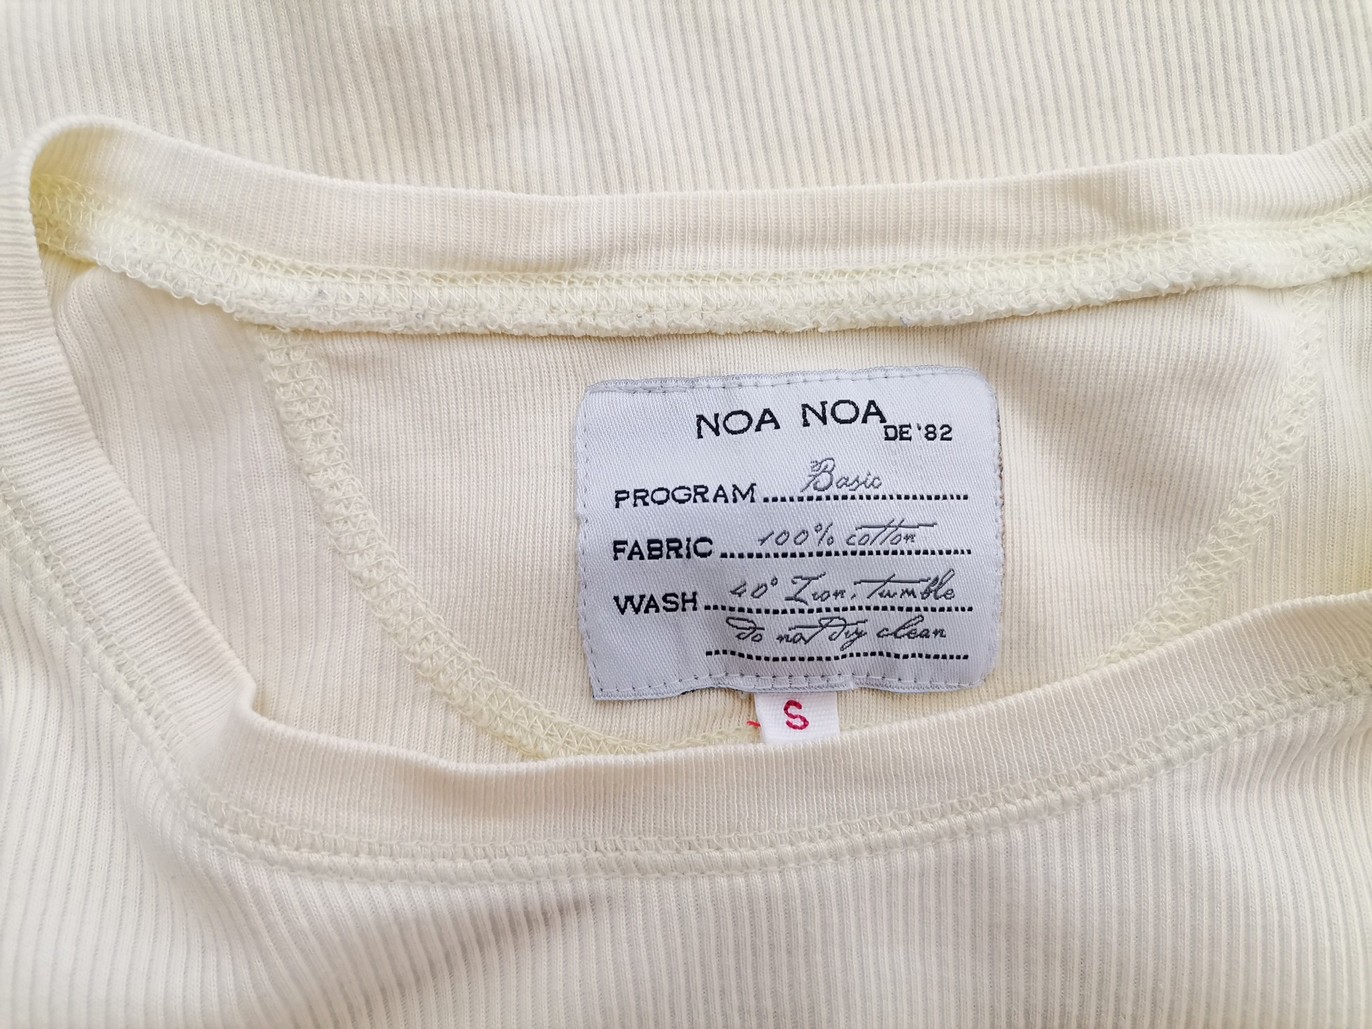 NOA NOA DE '82
PROGRAM Basic
FABRIC 100% cotton
WASH 40° Iron, tumble
do not dry clean
S